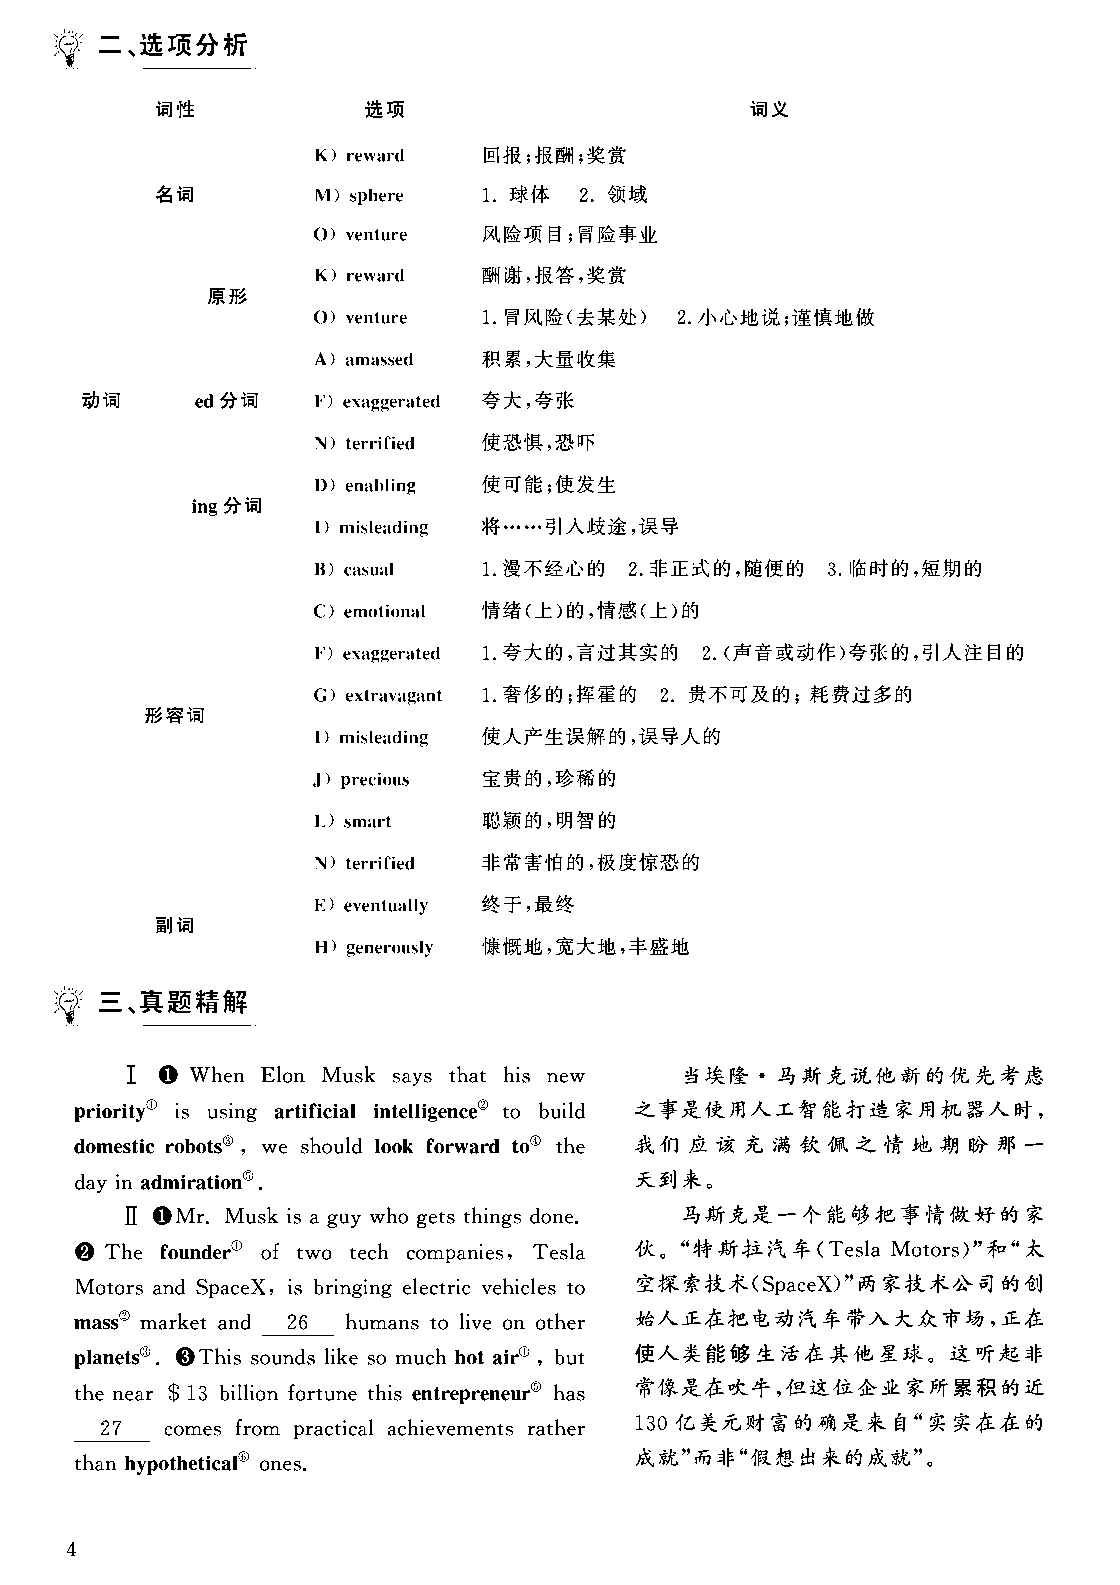 二、选项分析
词性 选项 词义
K) reward 回报;报酬;奖赏
名词 M) sphere 1. 球体 2. 领域
O) venture 风险项目;冒险事业
K) reward 酬谢,报答,奖赏
原形
O) venture 1.冒风险(去某处) 2.小心地说;谨慎地做
A) amassed 积累,大量收集
动词 ed分词 F) exaggerated 夸大,夸张
N) terrified 使恐惧,恐吓
D) enabling 使可能;使发生
ing分词
I) misleading 将……引入歧途,误导
B) casual 1.漫不经心的 2.非正式的,随便的 3.临时的,短期的
C) emotional 情绪(上)的,情感(上)的
F) exaggerated 1.夸大的,言过其实的 2.(声音或动作)夸张的,引人注目的
G) extravagant 1.奢侈的;挥霍的 2. 贵不可及的; 耗费过多的
形容词
I) misleading 使人产生误解的,误导人的
J) precious 宝贵的,珍稀的
L) smart 聪颖的,明智的
N) terrified 非常害怕的,极度惊恐的
E) eventually 终于,最终
副词
H) generously 慷慨地,宽大地,丰盛地
三、真题精解
Ⅰ ❶ When Elon Musk says that his new
priority① is using artificial intelligence② to build
domestic robots③, we should look forward to④ the
day in admiration⑤.
Ⅱ ❶Mr. Musk is a guy who gets things done.
❷ The founder① of two tech companies, Tesla
Motors and SpaceX, is bringing electric vehicles to
mass② market and 26 humans to live on other
planets③. ❸This sounds like so much hot air④, but
the near $13 billion fortune this entrepreneur⑤ has
27 comes from practical achievements rather
than hypothetical⑥ ones.
当埃隆·马斯克说他新的优先考虑
之事是使用人工智能打造家用机器人时,
我们应该充满钦佩之情地期盼那一
天到来。
马斯克是一个能够把事情做好的家
伙。“特斯拉汽车(Tesla Motors)”和“太
空探索技术(SpaceX)”两家技术公司的创
始人正在把电动汽车带入大众市场,正在
使人类能够生活在其他星球。这听起非
常像是在吹牛,但这位企业家所累积的近
130亿美元财富的确是来自“实实在在的
成就”而非“假想出来的成就”。
4